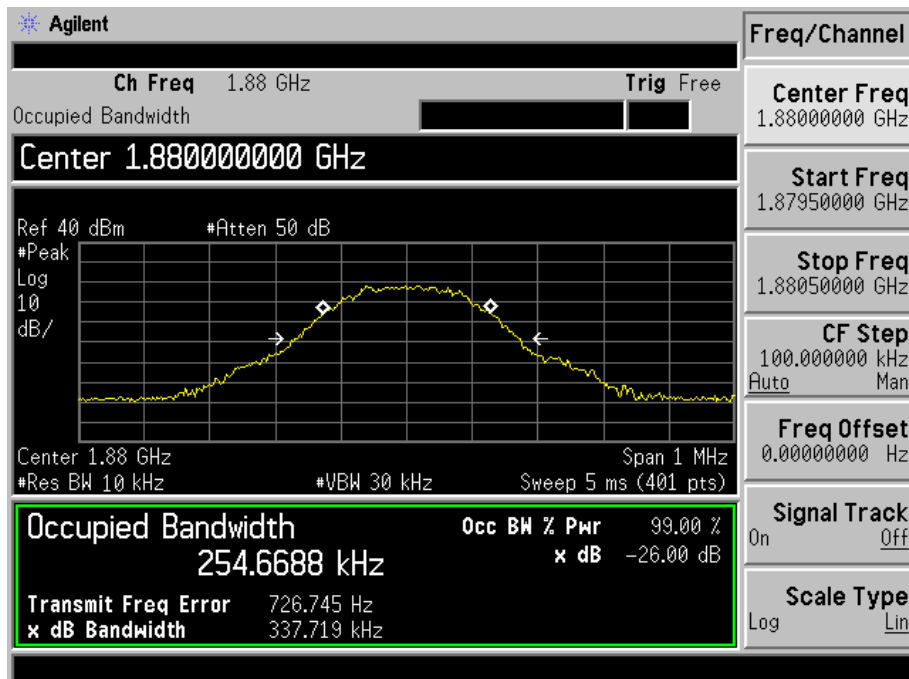 Agilent
Freq/Channel
Ch Freq 1.88 GHz Trig Free
Occupied Bandwidth
Center Freq
1.88000000 GHz
Center 1.880000000 GHz
Start Freq
1.87950000 GHz
Ref 40 dBm #Atten 50 dB
#Peak
Log
10
dB/
Stop Freq
1.88050000 GHz
CF Step
100.000000 kHz
Auto Man
Center 1.88 GHz Span 1 MHz
#Res BW 10 kHz #VBW 30 kHz Sweep 5 ms (401 pts)
Freq Offset
0.00000000 Hz
Occupied Bandwidth
254.6688 kHz
Occ BW % Pwr 99.00 %
x dB -26.00 dB
Transmit Freq Error 726.745 Hz
x dB Bandwidth 337.719 kHz
Signal Track
On Off
Scale Type
Log Lin